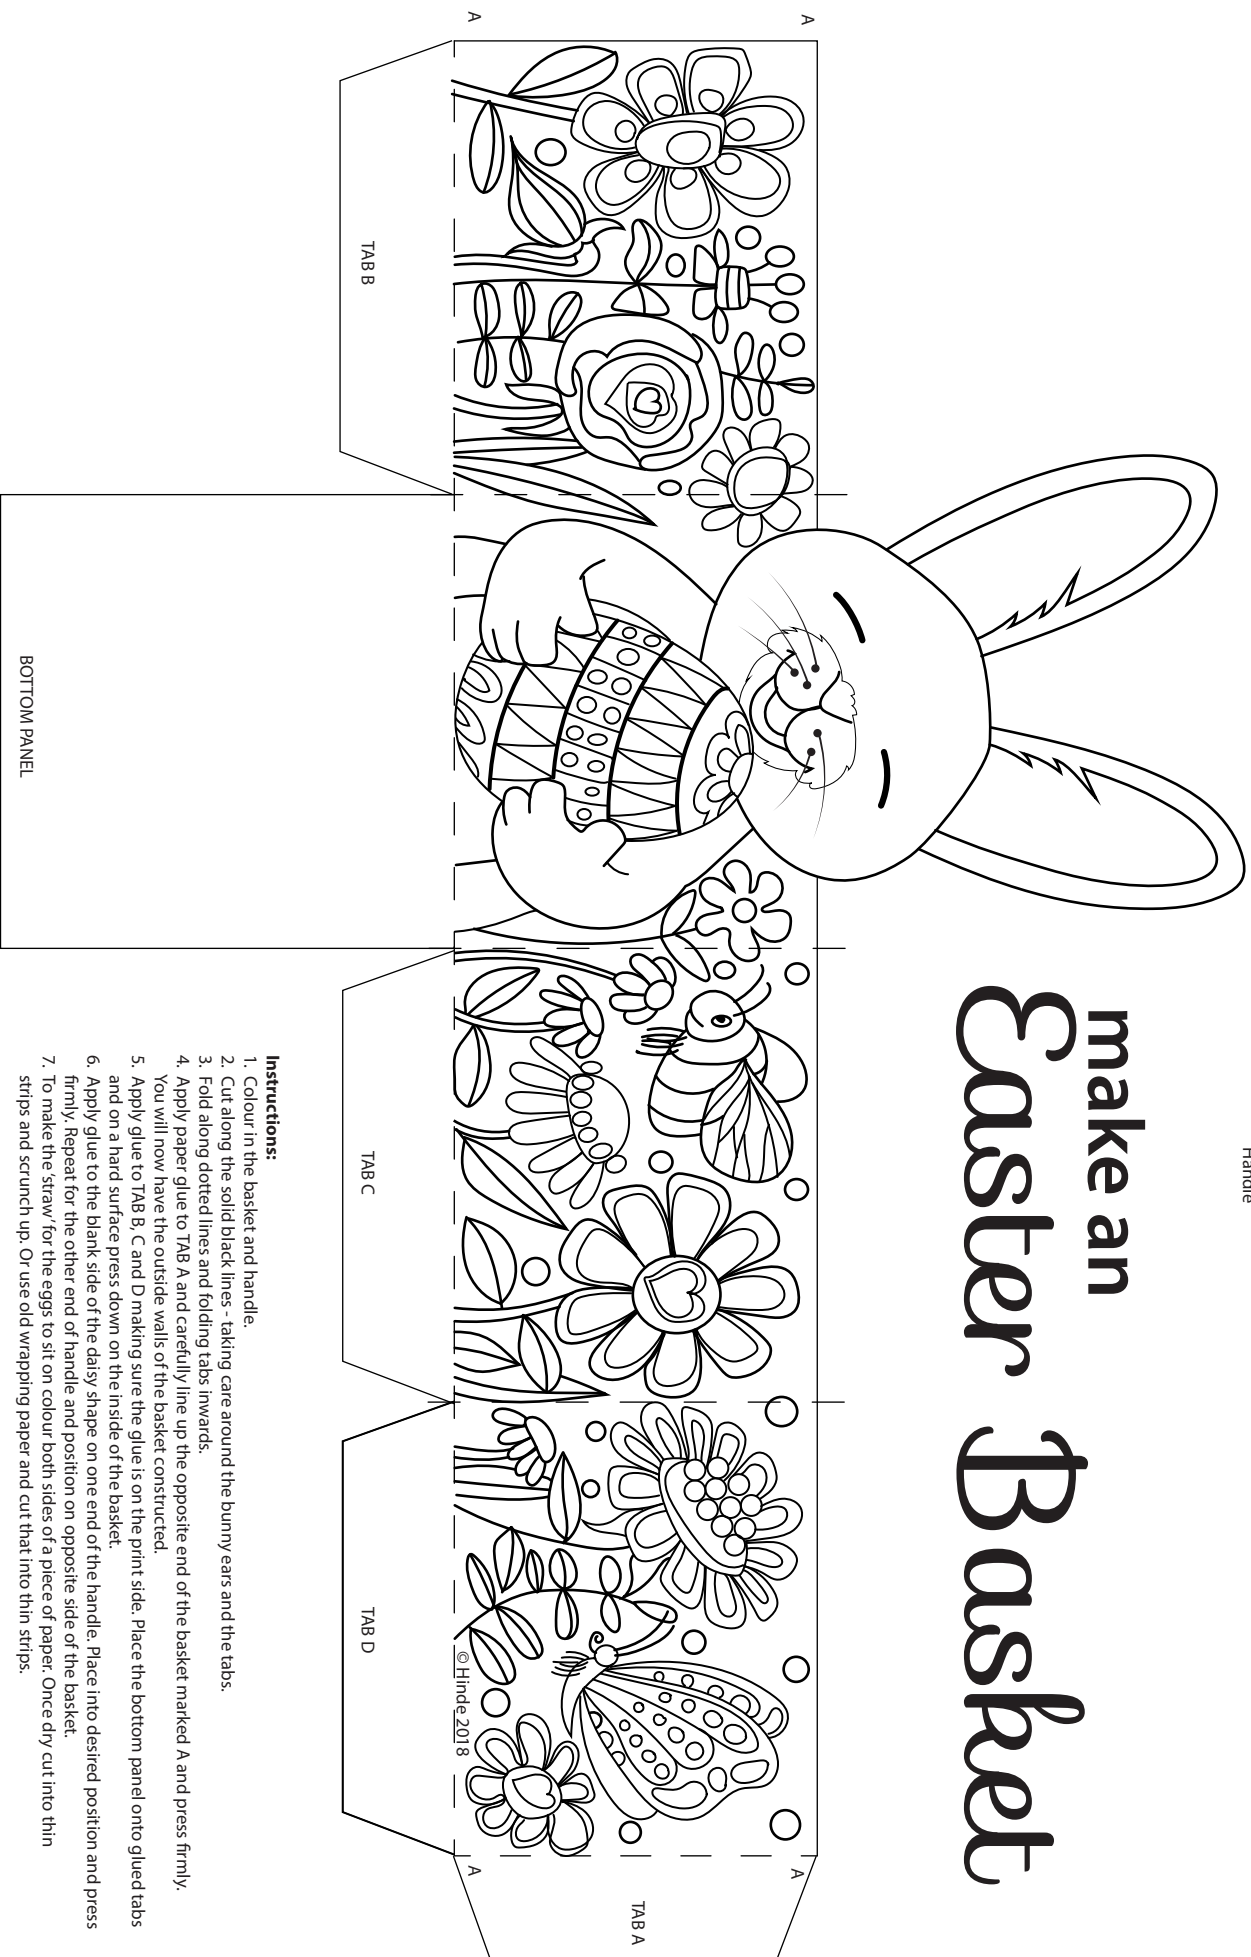 Handle
make an
Easter Basket
A
A
A
A
TAB A
TAB B
BOTTOM PANEL
TAB C
TAB D
© Hinde 2018
Instructions:
1. Colour in the basket and handle.
2. Cut along the solid black lines - taking care around the bunny ears and the tabs.
3. Fold along dotted lines and folding tabs inwards.
4. Apply paper glue to TAB A and carefully line up the opposite end of the basket marked A and press firmly.
You will now have the outside walls of the basket constructed.
5. Apply glue to TAB B, C and D making sure the glue is on the print side. Place the bottom panel onto glued tabs
and on a hard surface press down on the inside of the basket.
6. Apply glue to the blank side of the daisy shape on one end of the handle. Place into desired position and press
firmly. Repeat for the other end of handle and position on opposite side of the basket.
7. To make the 'straw' for the eggs to sit on colour both sides of a piece of paper. Once dry cut into thin
strips and scrunch up. Or use old wrapping paper and cut that into thin strips.